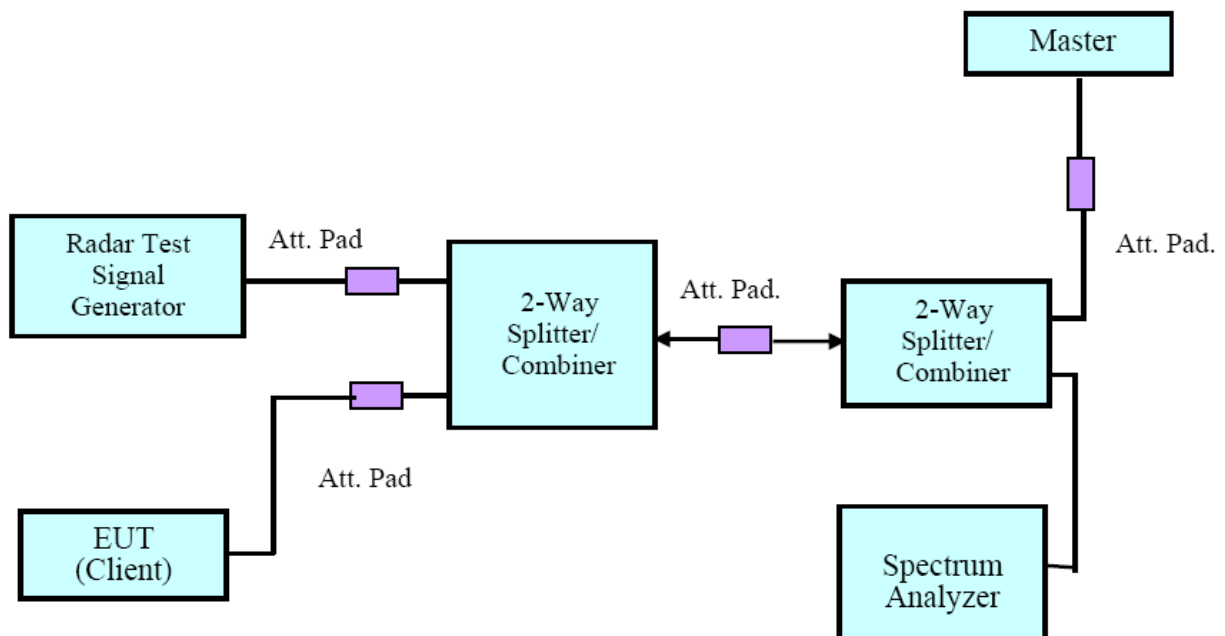 Master
Radar Test
Signal
Generator
Att. Pad
2-Way
Splitter/
Combiner
Att. Pad.
2-Way
Splitter/
Combiner
Att. Pad.
Att. Pad
EUT
(Client)
Spectrum
Analyzer